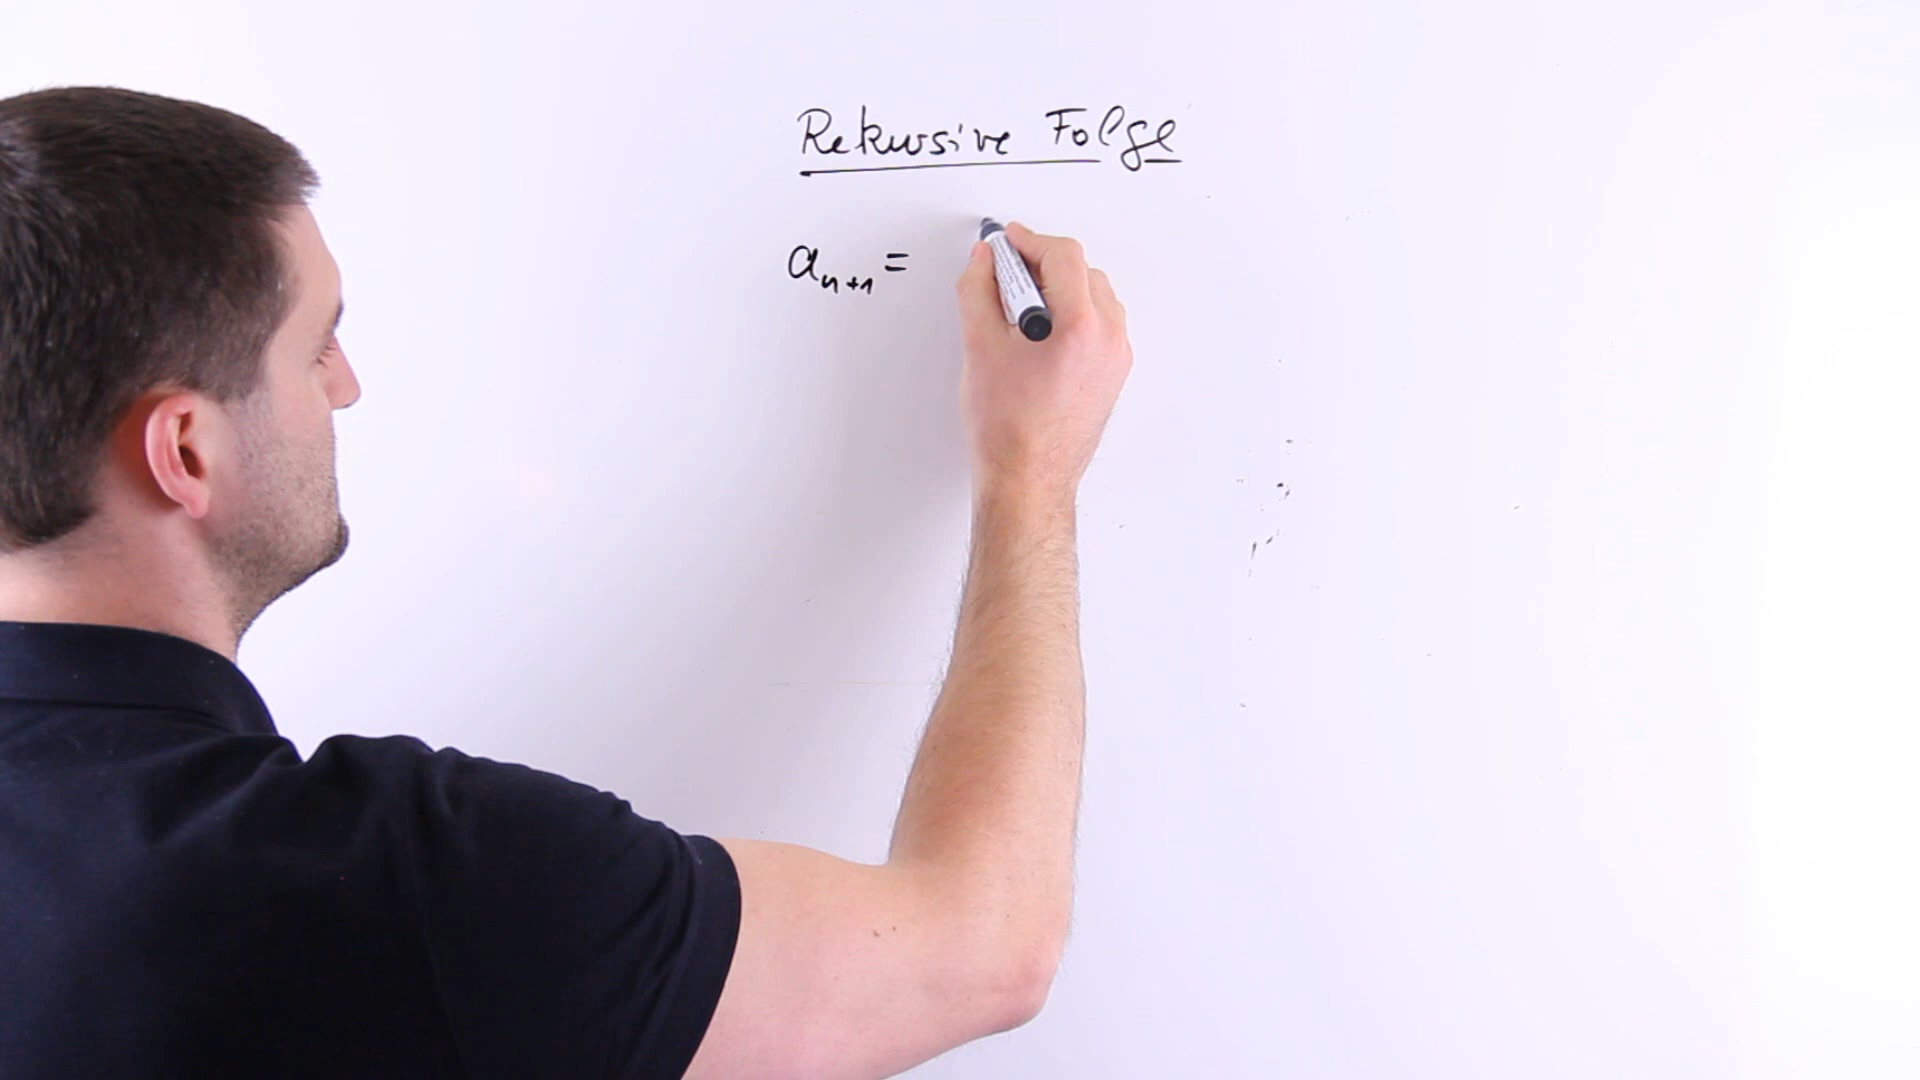 Rekursive Folge
aₙ₊₁ =